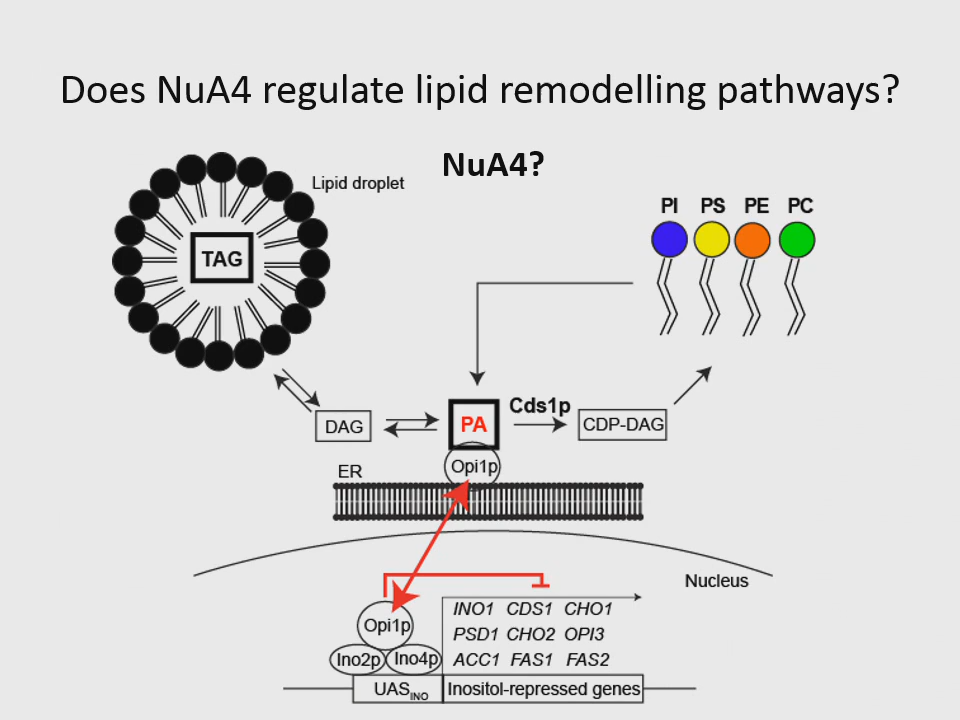 Does NuA4 regulate lipid remodelling pathways?
NuA4?
Lipid droplet
TAG
PI PS PE PC
DAG
PA
Cds1p
CDP-DAG
Opi1p
ER
Nucleus
Opi1p
Ino2p Ino4p
INO1 CDS1 CHO1
PSD1 CHO2 OPI3
ACC1 FAS1 FAS2
UASINO Inositol-repressed genes